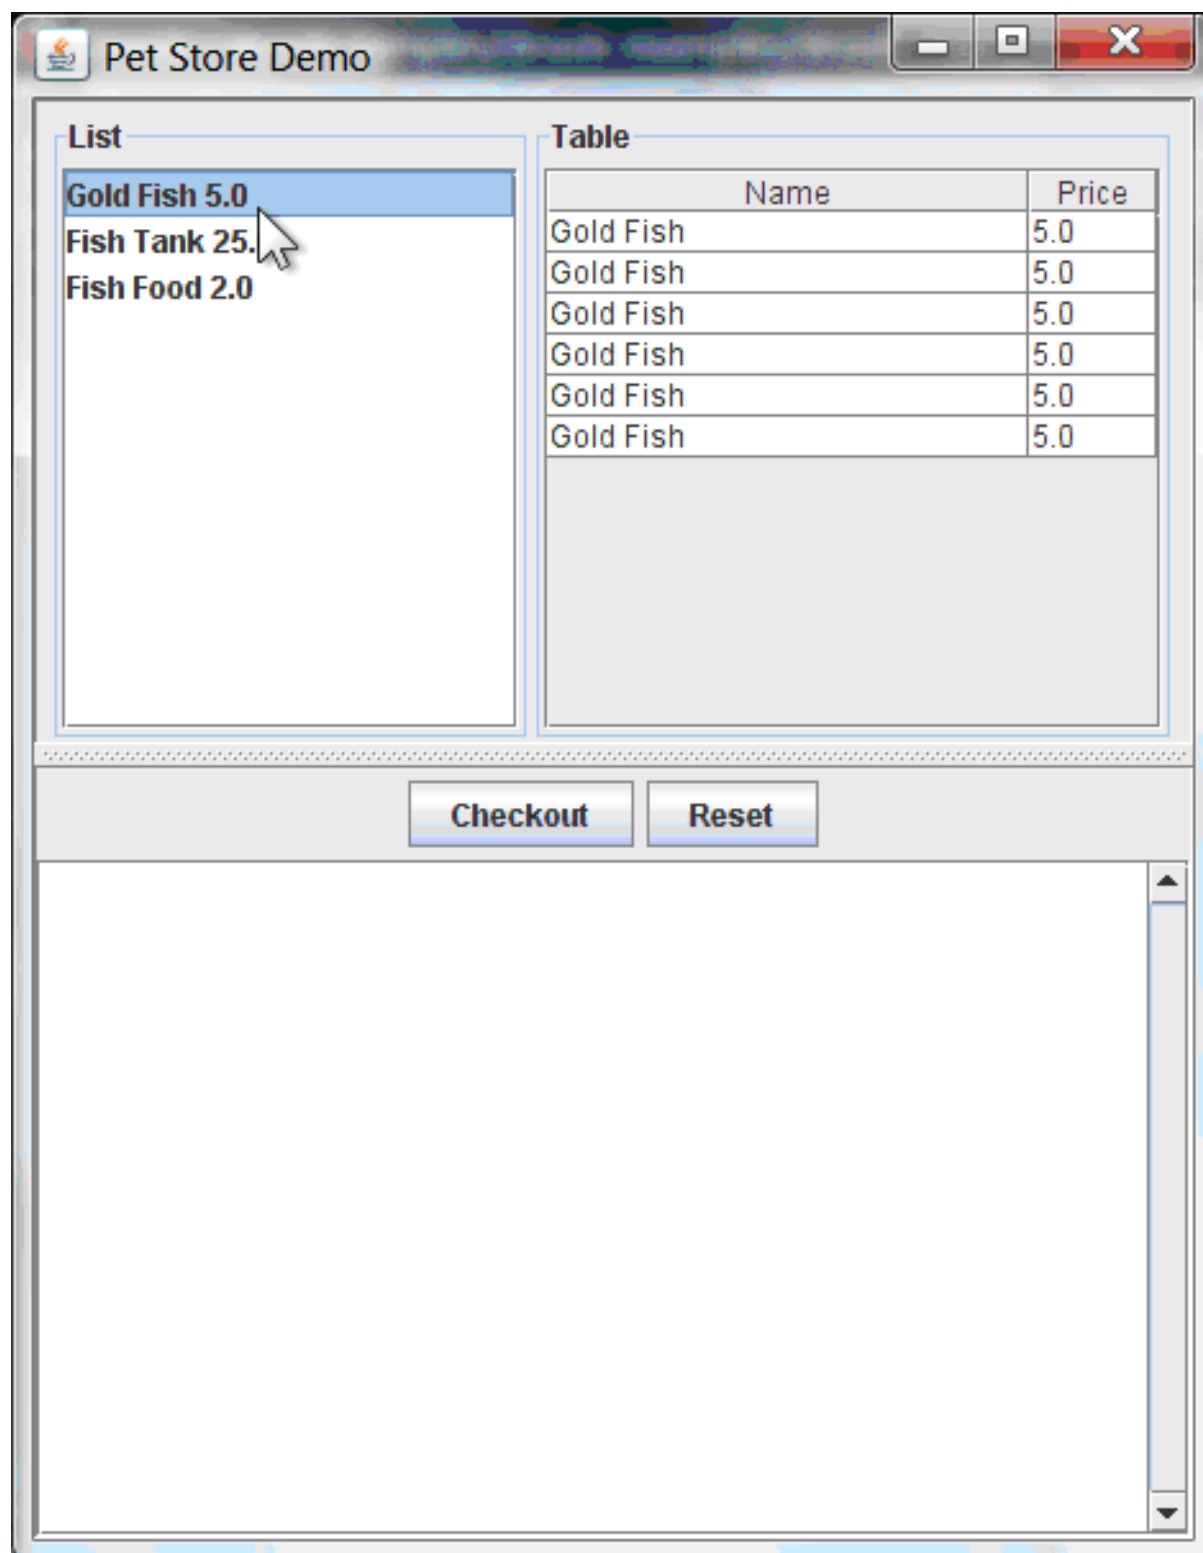 Pet Store Demo
List
Gold Fish 5.0
Fish Tank 25.
Fish Food 2.0
Table
Name Price
Gold Fish 5.0
Gold Fish 5.0
Gold Fish 5.0
Gold Fish 5.0
Gold Fish 5.0
Gold Fish 5.0
Checkout Reset